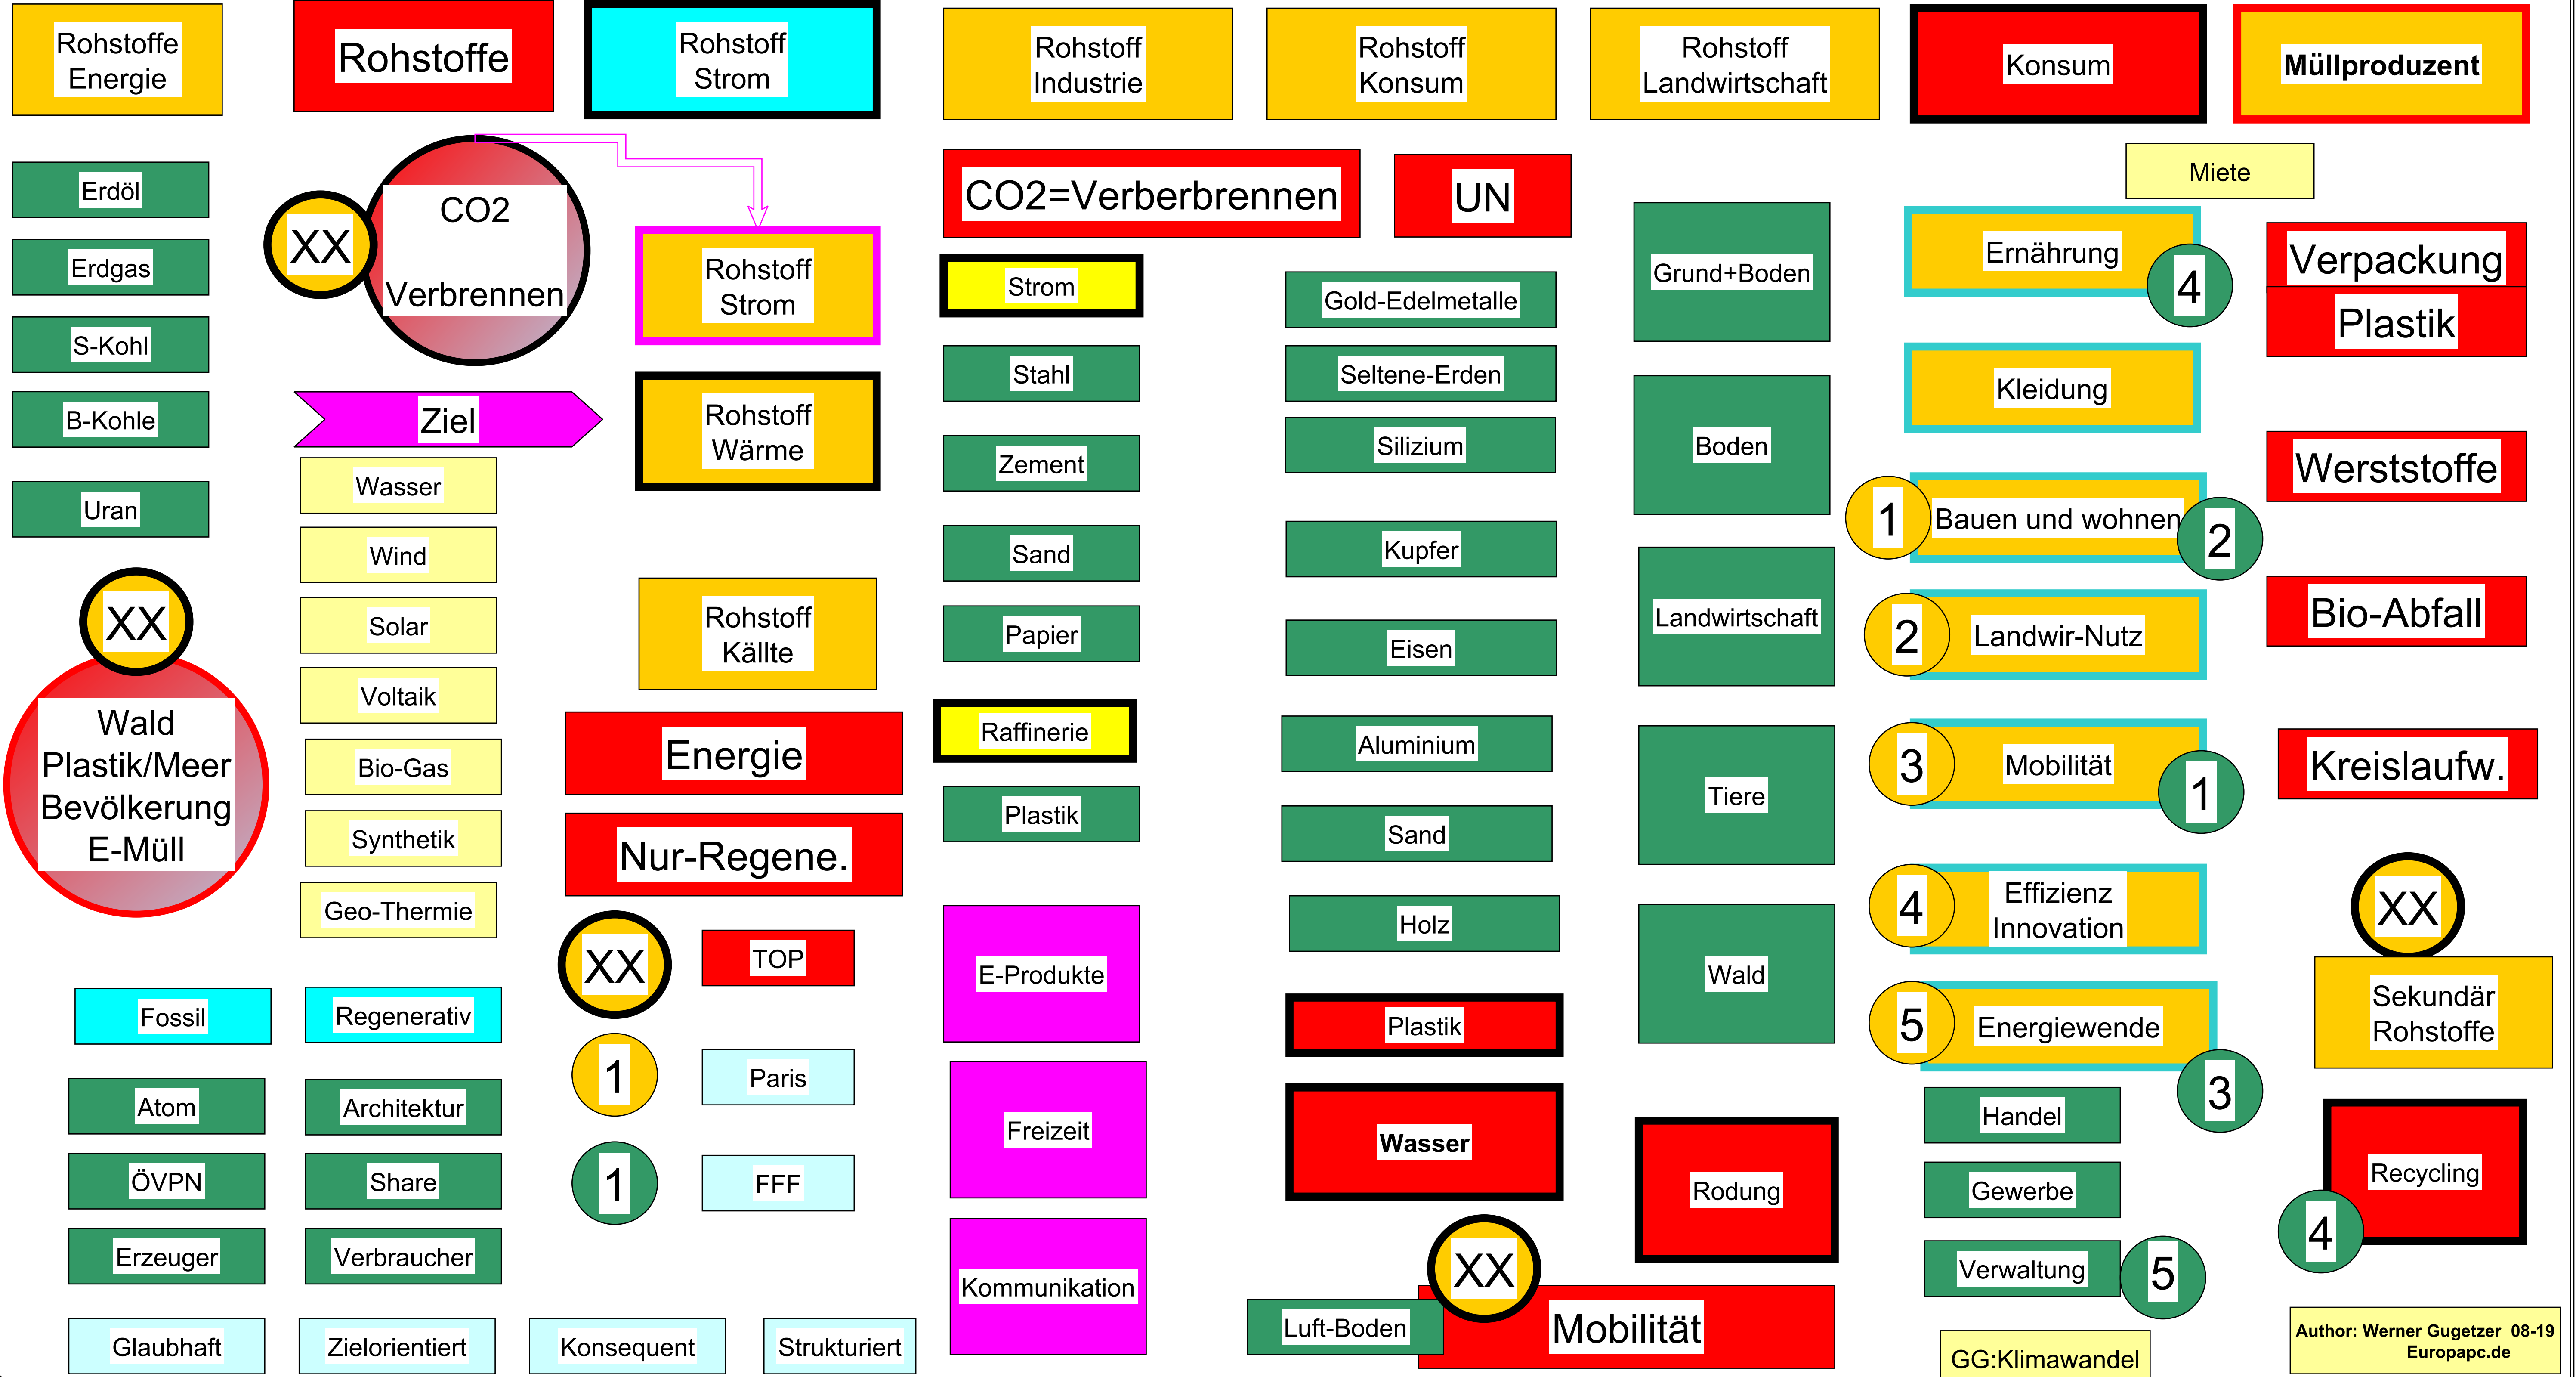 Rohstoffe
Energie
Rohstoffe
Rohstoff
Strom
Rohstoff
Industrie
Rohstoff
Konsum
Rohstoff
Landwirtschaft
Konsum
Müllproduzent
Erdöl
Erdgas
S-Kohl
B-Kohle
Uran
XX
Wald
Plastik/Meer
Bevölkerung
E-Müll
Fossil
Atom
ÖVPN
Erzeuger
Glaubhaft
XX
CO2
Verbrennen
Ziel
Wasser
Wind
Solar
Voltaik
Bio-Gas
Synthetik
Geo-Thermie
Regenerativ
Architektur
Share
Verbraucher
Zielorientiert
Rohstoff
Strom
Rohstoff
Wärme
Rohstoff
Källte
Energie
Nur-Regene.
XX
TOP
1
Paris
1
FFF
Konsequent
Strukturiert
CO2=Verberbrennen
UN
Strom
Stahl
Zement
Sand
Papier
Raffinerie
Plastik
E-Produkte
Freizeit
Kommunikation
Gold-Edelmetalle
Seltene-Erden
Silizium
Kupfer
Eisen
Aluminium
Sand
Holz
Plastik
Wasser
XX
Luft-Boden
Mobilität
Grund+Boden
Boden
Landwirtschaft
Tiere
Wald
Rodung
Miete
Ernährung
4
Kleidung
1
Bauen und wohnen
2
2
Landwir-Nutz
3
Mobilität
1
4
Effizienz
Innovation
5
Energiewende
3
Handel
Gewerbe
Verwaltung
5
GG:Klimawandel
Verpackung
Plastik
Werststoffe
Bio-Abfall
Kreislaufw.
XX
Sekundär
Rohstoffe
Recycling
4
Author: Werner Gugetzer 08-19
Europapc.de